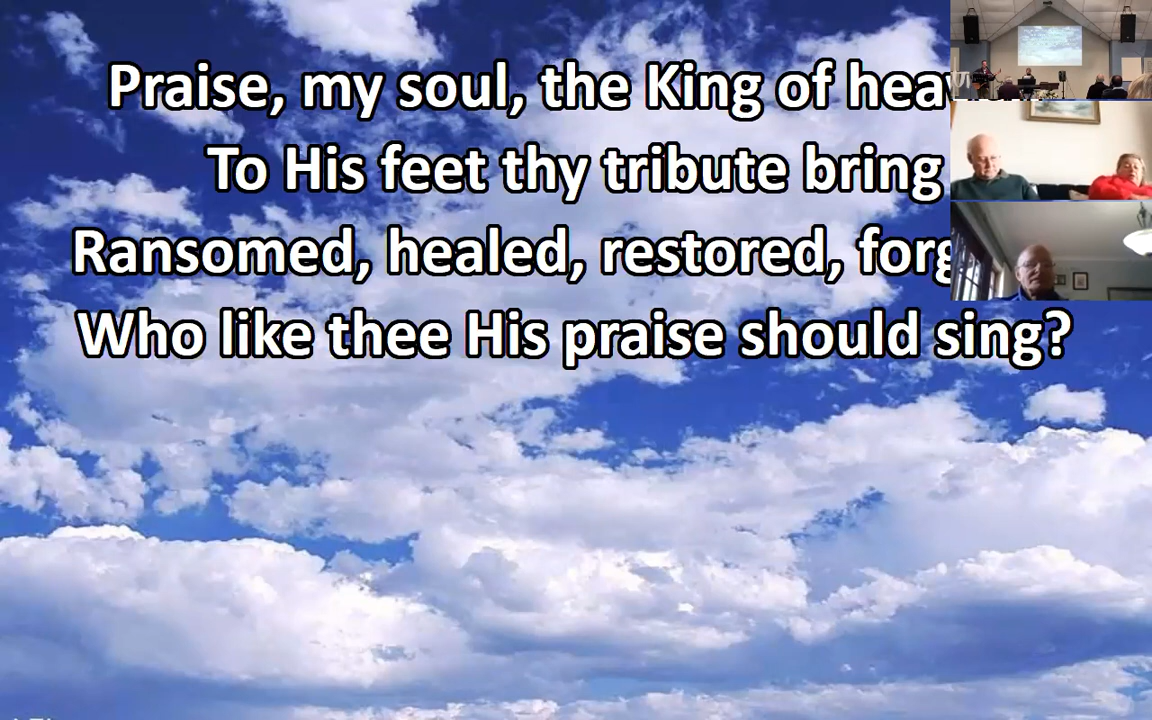 Praise, my soul, the King of
To His feet thy tribute bring
Ransomed, healed, restored,
Who like thee His praise should sing?